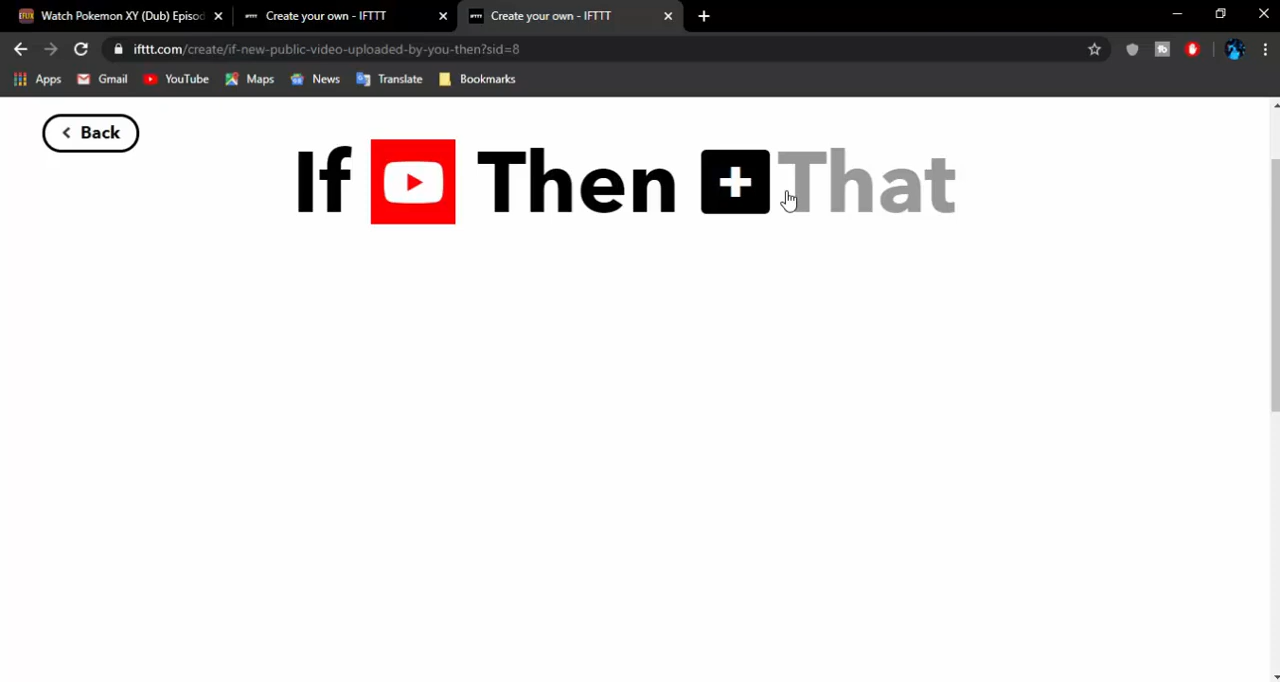 Watch Pokemon XY (Dub) Episod
Create your own - IFTTT
Create your own - IFTTT
ifttt.com/create/if-new-public-video-uploaded-by-you-then?sid=8
Apps Gmail YouTube Maps News Translate Bookmarks
Back
If Then + That